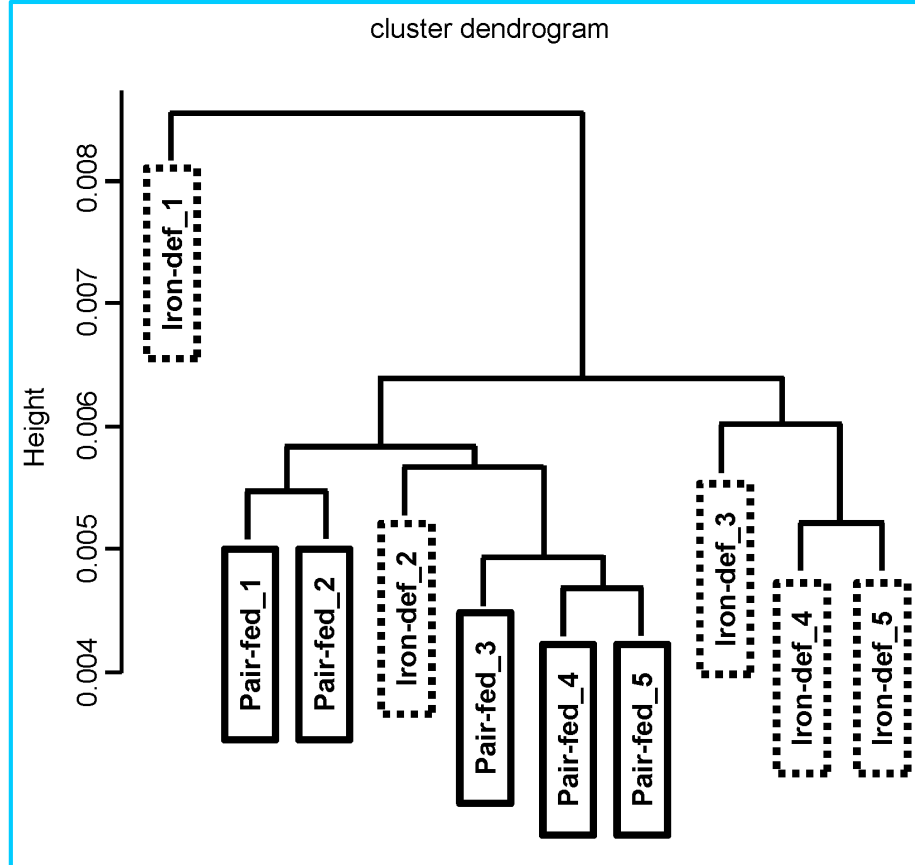 cluster dendrogram
Height
0.008
0.007
0.006
0.005
0.004
Iron-def_1
Pair-fed_1
Pair-fed_2
Iron-def_2
Pair-fed_3
Pair-fed_4
Pair-fed_5
Iron-def_3
Iron-def_4
Iron-def_5